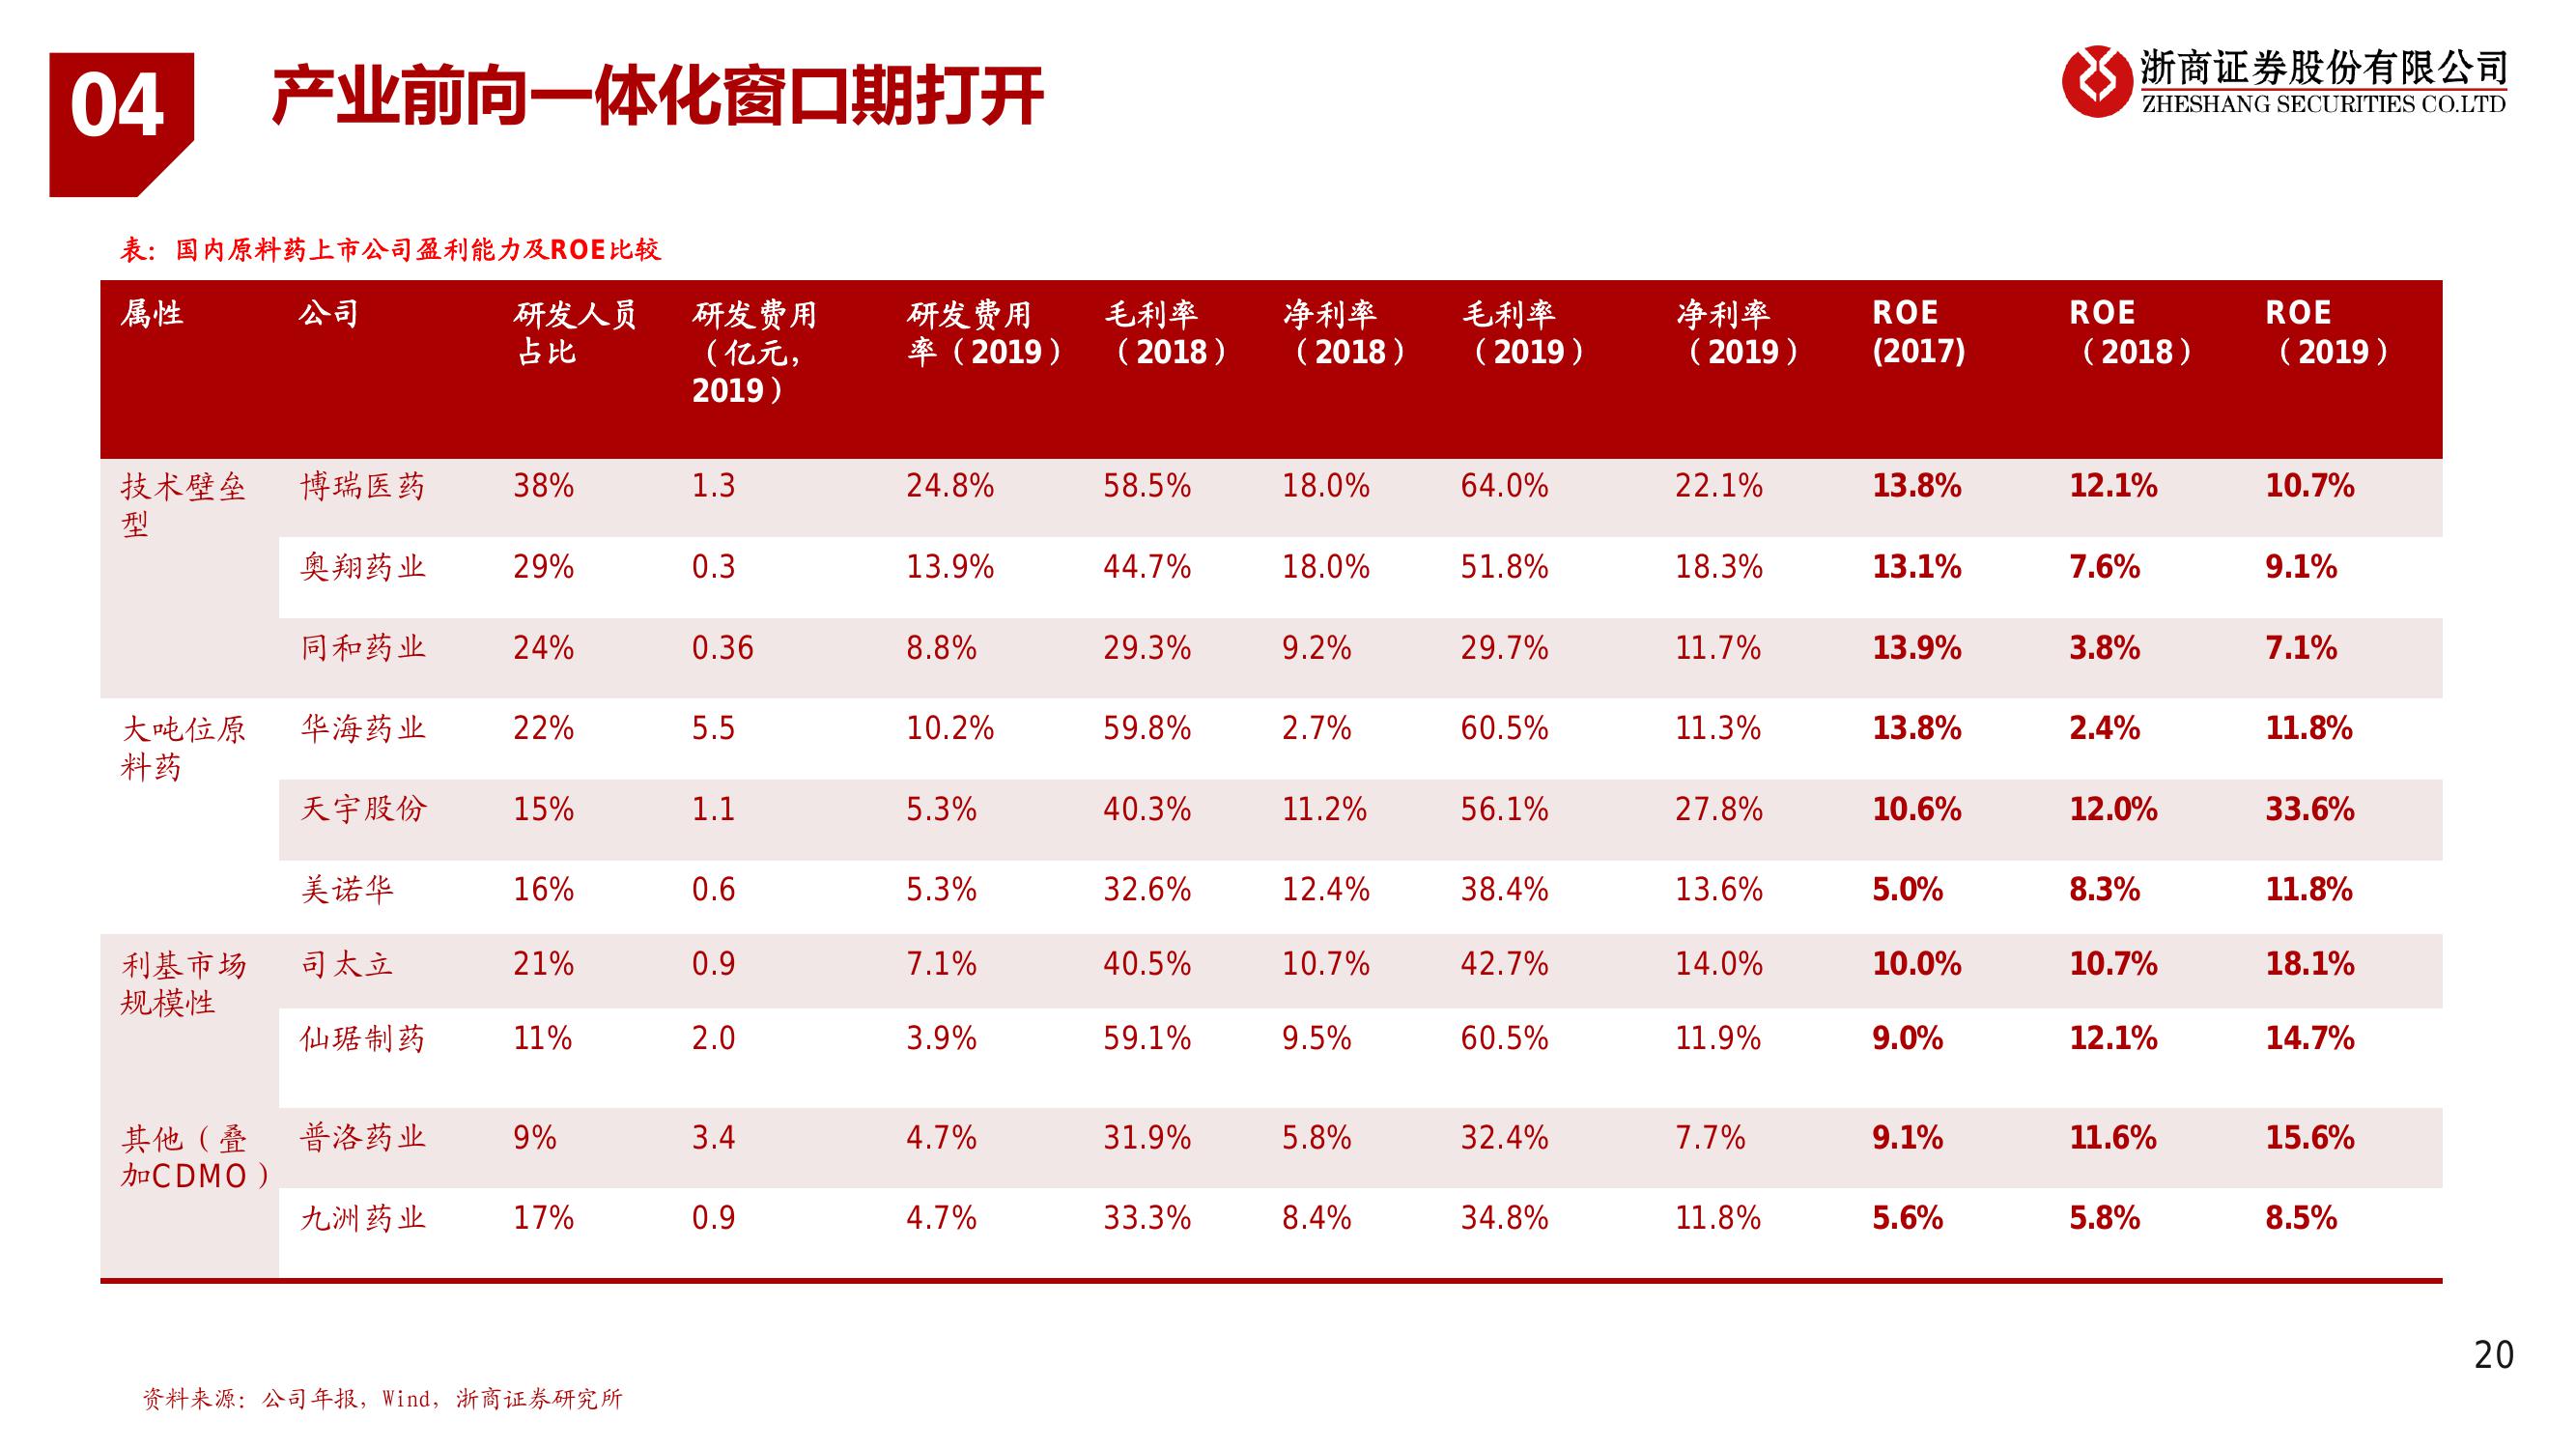 04
产业前向一体化窗口期打开
浙商证券股份有限公司
ZHESHANG SECURITIES CO.LTD
表：国内原料药上市公司盈利能力及ROE比较
属性 公司 研发人员占比 研发费用（亿元，2019） 研发费用率（2019） 毛利率（2018） 净利率（2018） 毛利率（2019） 净利率（2019） ROE (2017) ROE（2018） ROE（2019）
技术壁垒型 博瑞医药 38% 1.3 24.8% 58.5% 18.0% 64.0% 22.1% 13.8% 12.1% 10.7%
奥翔药业 29% 0.3 13.9% 44.7% 18.0% 51.8% 18.3% 13.1% 7.6% 9.1%
同和药业 24% 0.36 8.8% 29.3% 9.2% 29.7% 11.7% 13.9% 3.8% 7.1%
大吨位原料药 华海药业 22% 5.5 10.2% 59.8% 2.7% 60.5% 11.3% 13.8% 2.4% 11.8%
天宇股份 15% 1.1 5.3% 40.3% 11.2% 56.1% 27.8% 10.6% 12.0% 33.6%
美诺华 16% 0.6 5.3% 32.6% 12.4% 38.4% 13.6% 5.0% 8.3% 11.8%
利基市场规模性 司太立 21% 0.9 7.1% 40.5% 10.7% 42.7% 14.0% 10.0% 10.7% 18.1%
仙琚制药 11% 2.0 3.9% 59.1% 9.5% 60.5% 11.9% 9.0% 12.1% 14.7%
其他（叠加CDMO） 普洛药业 9% 3.4 4.7% 31.9% 5.8% 32.4% 7.7% 9.1% 11.6% 15.6%
九洲药业 17% 0.9 4.7% 33.3% 8.4% 34.8% 11.8% 5.6% 5.8% 8.5%
20
资料来源：公司年报，Wind，浙商证券研究所